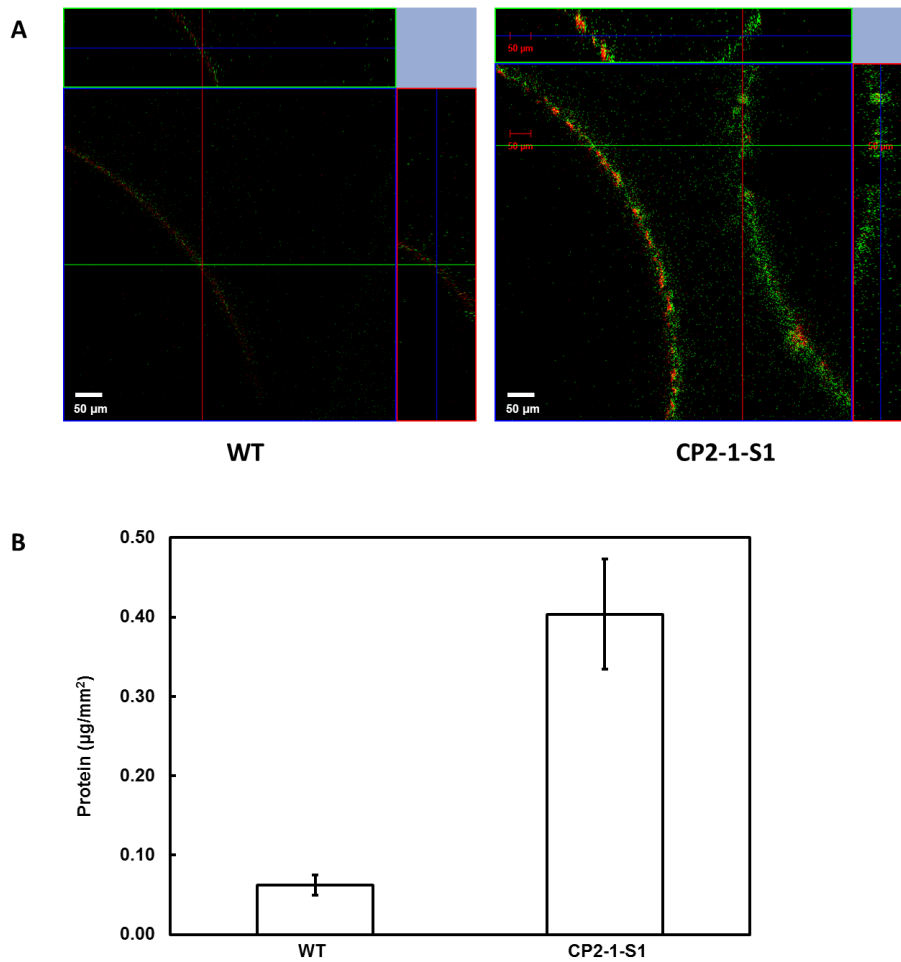 A
50 µm
50 µm
50 µm
50 µm
50 µm
WT
CP2-1-S1
B
0.50
0.40
0.30
0.20
0.10
0.00
Protein (µg/mm²)
WT
CP2-1-S1